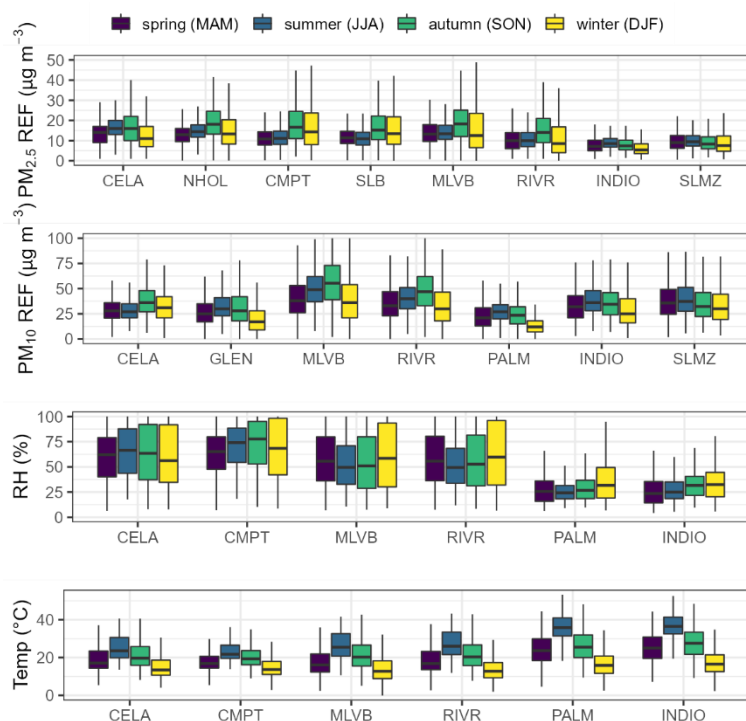 spring (MAM) summer (JJA) autumn (SON) winter (DJF)
PM2.5 REF (µg m−3)
50
40
30
20
10
0
CELA NHOL CMPT SLB MLVB RIVR INDIO SLMZ
PM10 REF (µg m−3)
100
75
50
25
0
CELA GLEN MLVB RIVR PALM INDIO SLMZ
RH (%)
100
75
50
25
0
CELA CMPT MLVB RIVR PALM INDIO
Temp (°C)
40
20
0
CELA CMPT MLVB RIVR PALM INDIO